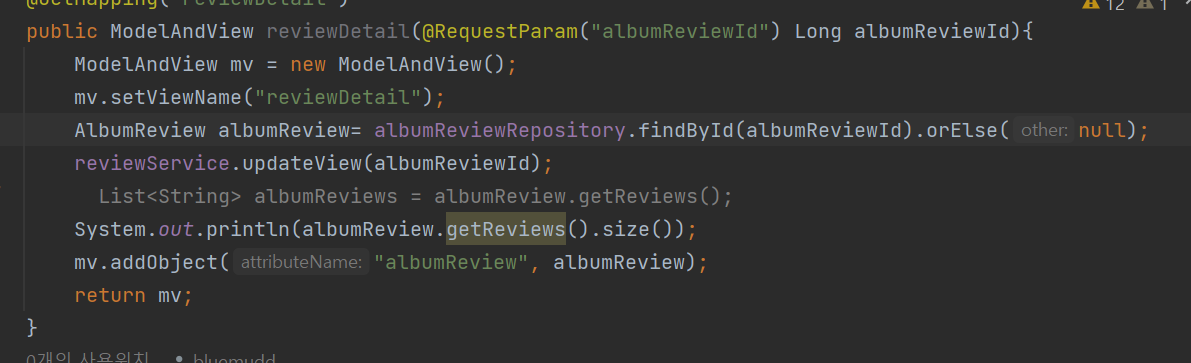 @GetMapping("reviewDetail")
12 1
public ModelAndView reviewDetail(@RequestParam("albumReviewId") Long albumReviewId){
ModelAndView mv = new ModelAndView();
mv.setViewName("reviewDetail");
AlbumReview albumReview= albumReviewRepository.findById(albumReviewId).orElse( other: null);
reviewService.updateView(albumReviewId);
List<String> albumReviews = albumReview.getReviews();
System.out.println(albumReview.getReviews().size());
mv.addObject( attributeName: "albumReview", albumReview);
return mv;
}
0개의 사용위치 bluemudd